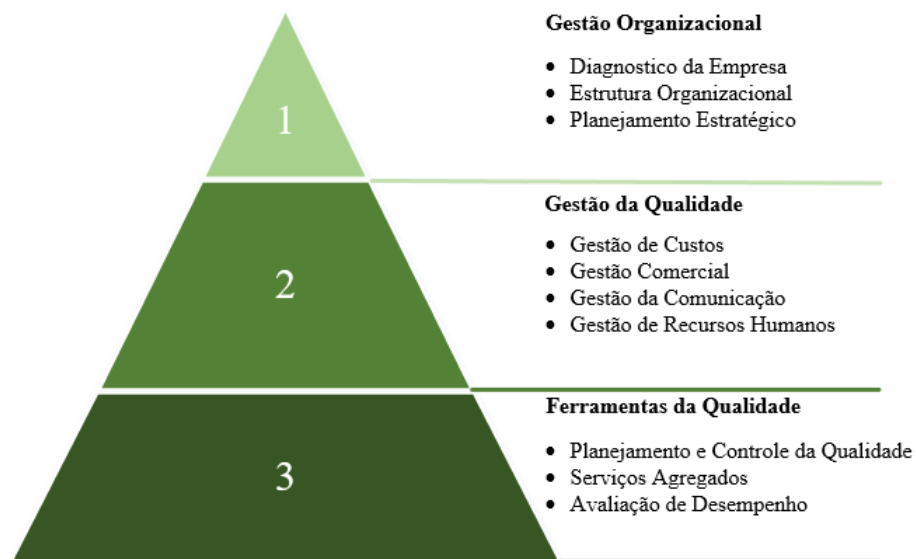 1
Gestão Organizacional
• Diagnostico da Empresa
• Estrutura Organizacional
• Planejamento Estratégico
2
Gestão da Qualidade
• Gestão de Custos
• Gestão Comercial
• Gestão da Comunicação
• Gestão de Recursos Humanos
3
Ferramentas da Qualidade
• Planejamento e Controle da Qualidade
• Serviços Agregados
• Avaliação de Desempenho